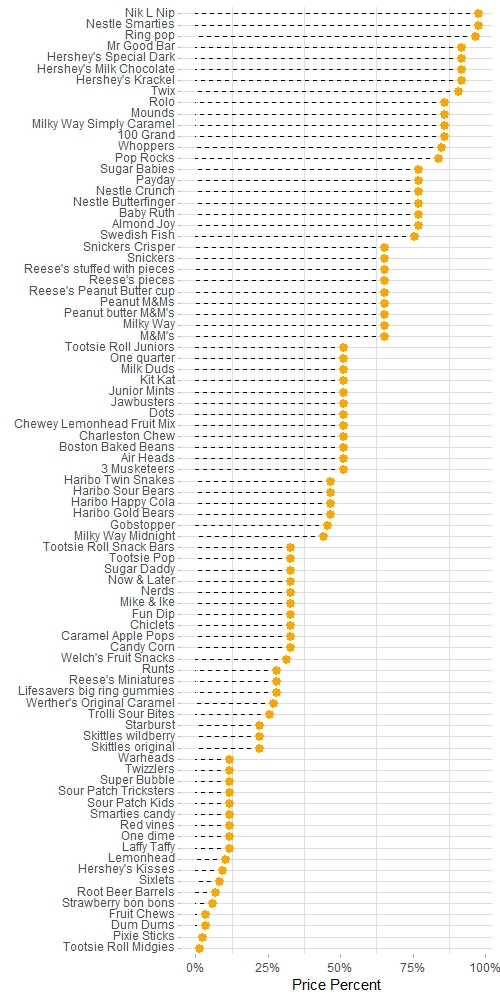 Nik L Nip
Nestle Smarties
Ring pop
Mr Good Bar
Hershey's Special Dark
Hershey's Milk Chocolate
Hershey's Krackel
Twix
Rolo
Mounds
Milky Way Simply Caramel
100 Grand
Whoppers
Pop Rocks
Sugar Babies
Payday
Nestle Crunch
Nestle Butterfinger
Baby Ruth
Almond Joy
Swedish Fish
Snickers Crisper
Snickers
Reese's stuffed with pieces
Reese's pieces
Reese's Peanut Butter cup
Peanut M&Ms
Peanut butter M&M's
Milky Way
M&M's
Tootsie Roll Juniors
One quarter
Milk Duds
Kit Kat
Junior Mints
Jawbusters
Dots
Chewey Lemonhead Fruit Mix
Charleston Chew
Boston Baked Beans
Air Heads
3 Musketeers
Haribo Twin Snakes
Haribo Sour Bears
Haribo Happy Cola
Haribo Gold Bears
Gobstopper
Milky Way Midnight
Tootsie Roll Snack Bars
Tootsie Pop
Sugar Daddy
Now & Later
Nerds
Mike & Ike
Fun Dip
Chiclets
Caramel Apple Pops
Candy Corn
Welch's Fruit Snacks
Runts
Reese's Miniatures
Lifesavers big ring gummies
Werther's Original Caramel
Trolli Sour Bites
Starburst
Skittles wildberry
Skittles original
Warheads
Twizzlers
Super Bubble
Sour Patch Tricksters
Sour Patch Kids
Smarties candy
Red vines
One dime
Laffy Taffy
Lemonhead
Hershey's Kisses
Sixlets
Root Beer Barrels
Strawberry bon bons
Fruit Chews
Dum Dums
Pixie Sticks
Tootsie Roll Midgies
0% 25% 50% 75% 100%
Price Percent